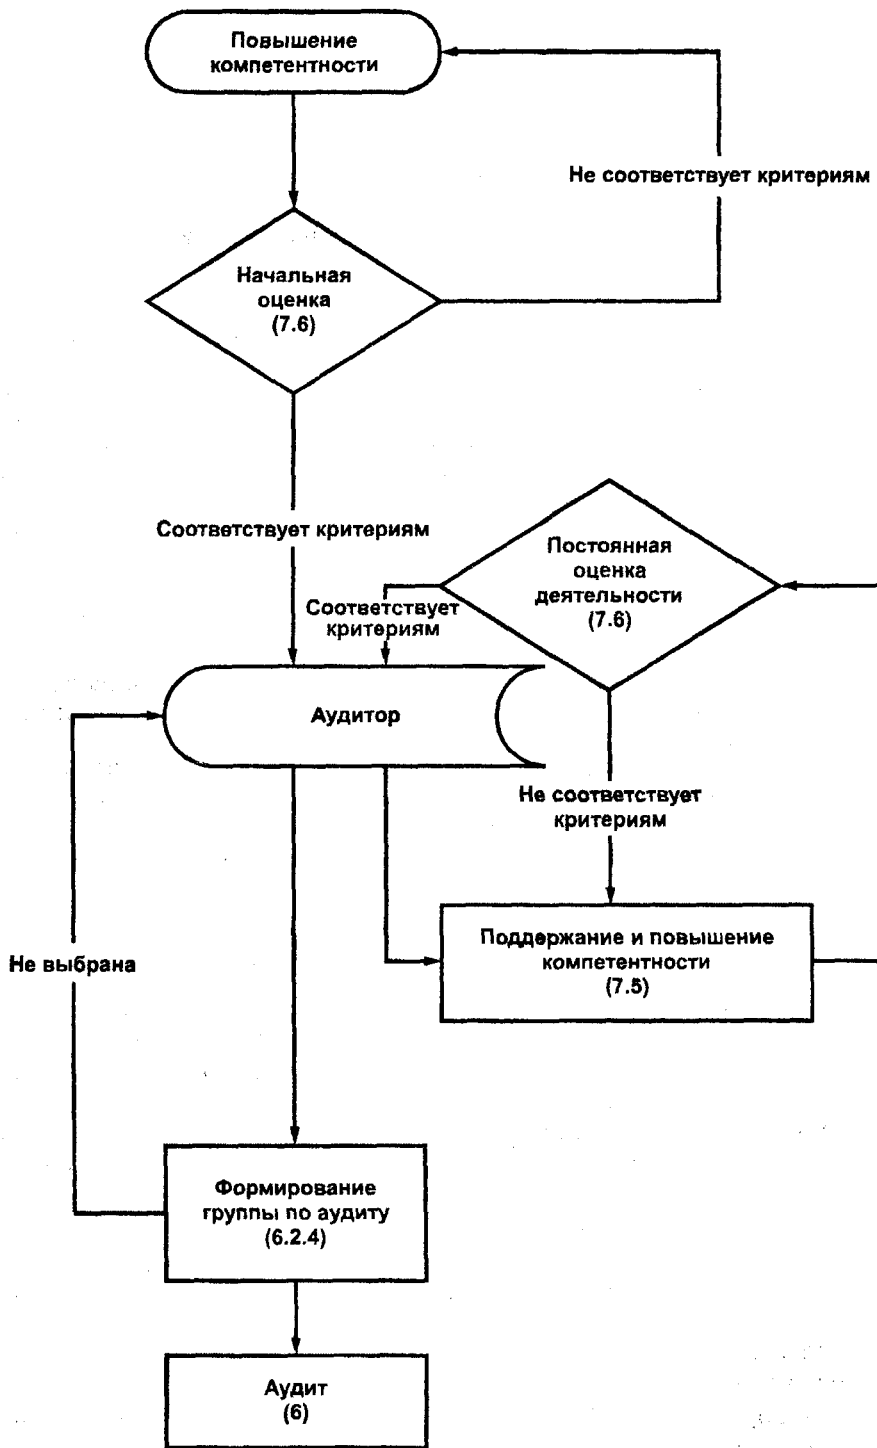 Повышение
компетентности
Не соответствует критериям
Начальная
оценка
(7.6)
Соответствует критериям
Постоянная
оценка
деятельности
(7.6)
Соответствует
критериям
Аудитор
Не соответствует
критериям
Поддержание и повышение
компетентности
(7.5)
Не выбрана
Формирование
группы по аудиту
(6.2.4)
Аудит
(6)